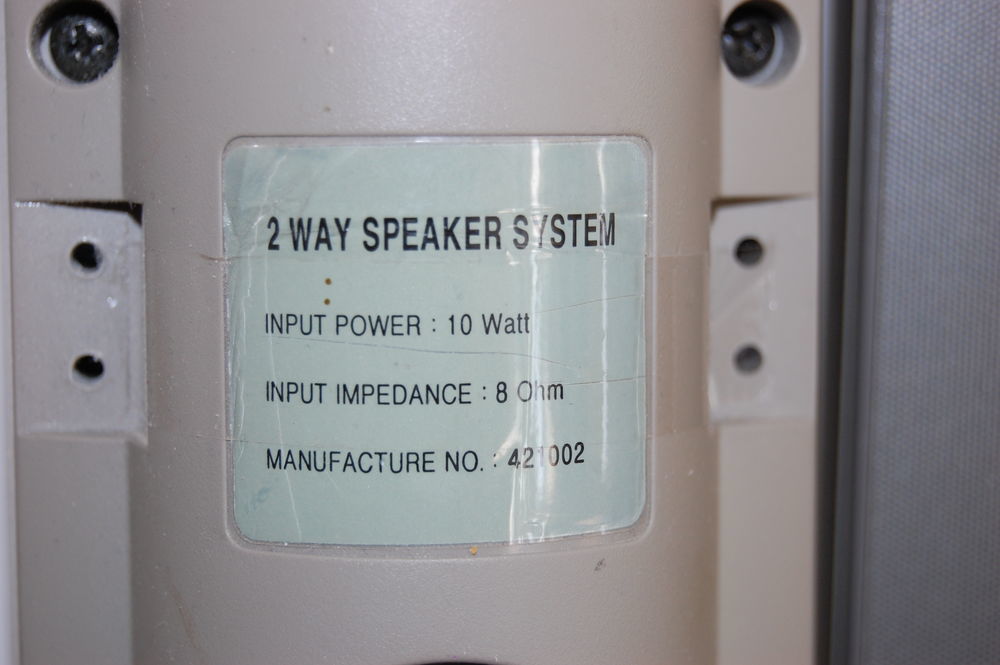 2 WAY SPEAKER SYSTEM
INPUT POWER : 10 Watt
INPUT IMPEDANCE : 8 Ohm
MANUFACTURE NO. : 421002